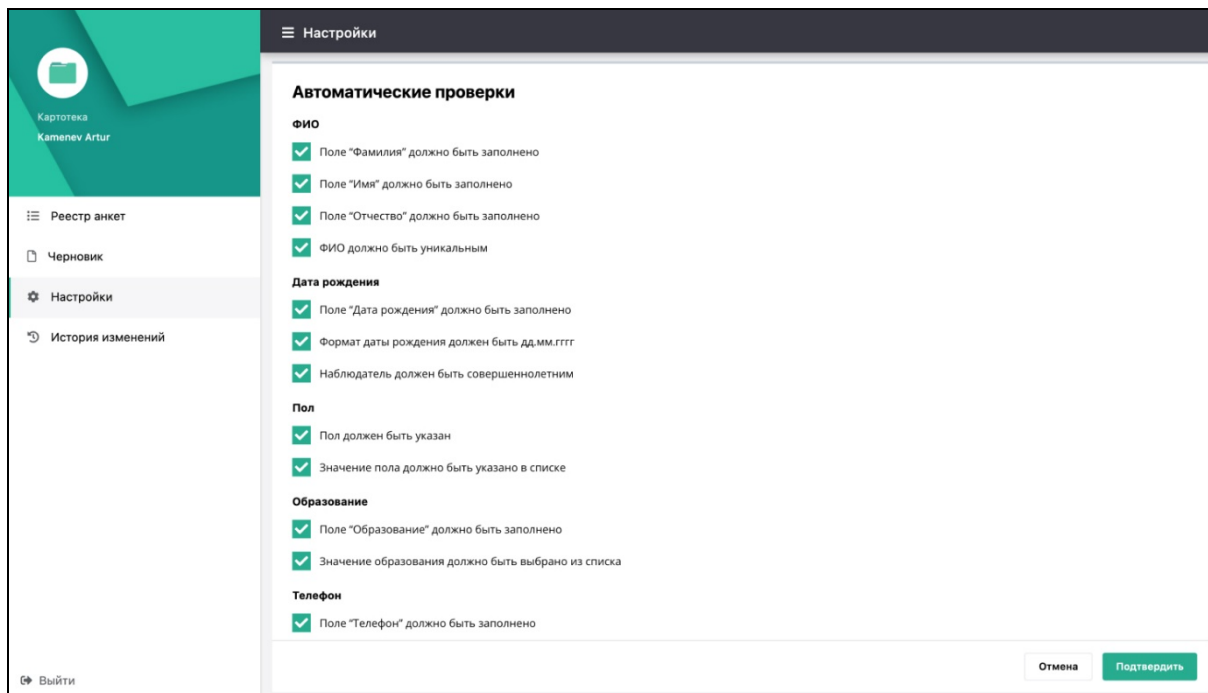 Картотека
Kamenev Artur
Реестр анкет
Черновик
Настройки
История изменений
Выйти
Настройки
Автоматические проверки
ФИО
Поле "Фамилия" должно быть заполнено
Поле "Имя" должно быть заполнено
Поле "Отчество" должно быть заполнено
ФИО должно быть уникальным
Дата рождения
Поле "Дата рождения" должно быть заполнено
Формат даты рождения должен быть дд.мм.гггг
Наблюдатель должен быть совершеннолетним
Пол
Пол должен быть указан
Значение пола должно быть указано в списке
Образование
Поле "Образование" должно быть заполнено
Значение образования должно быть выбрано из списка
Телефон
Поле "Телефон" должно быть заполнено
Отмена
Подтвердить